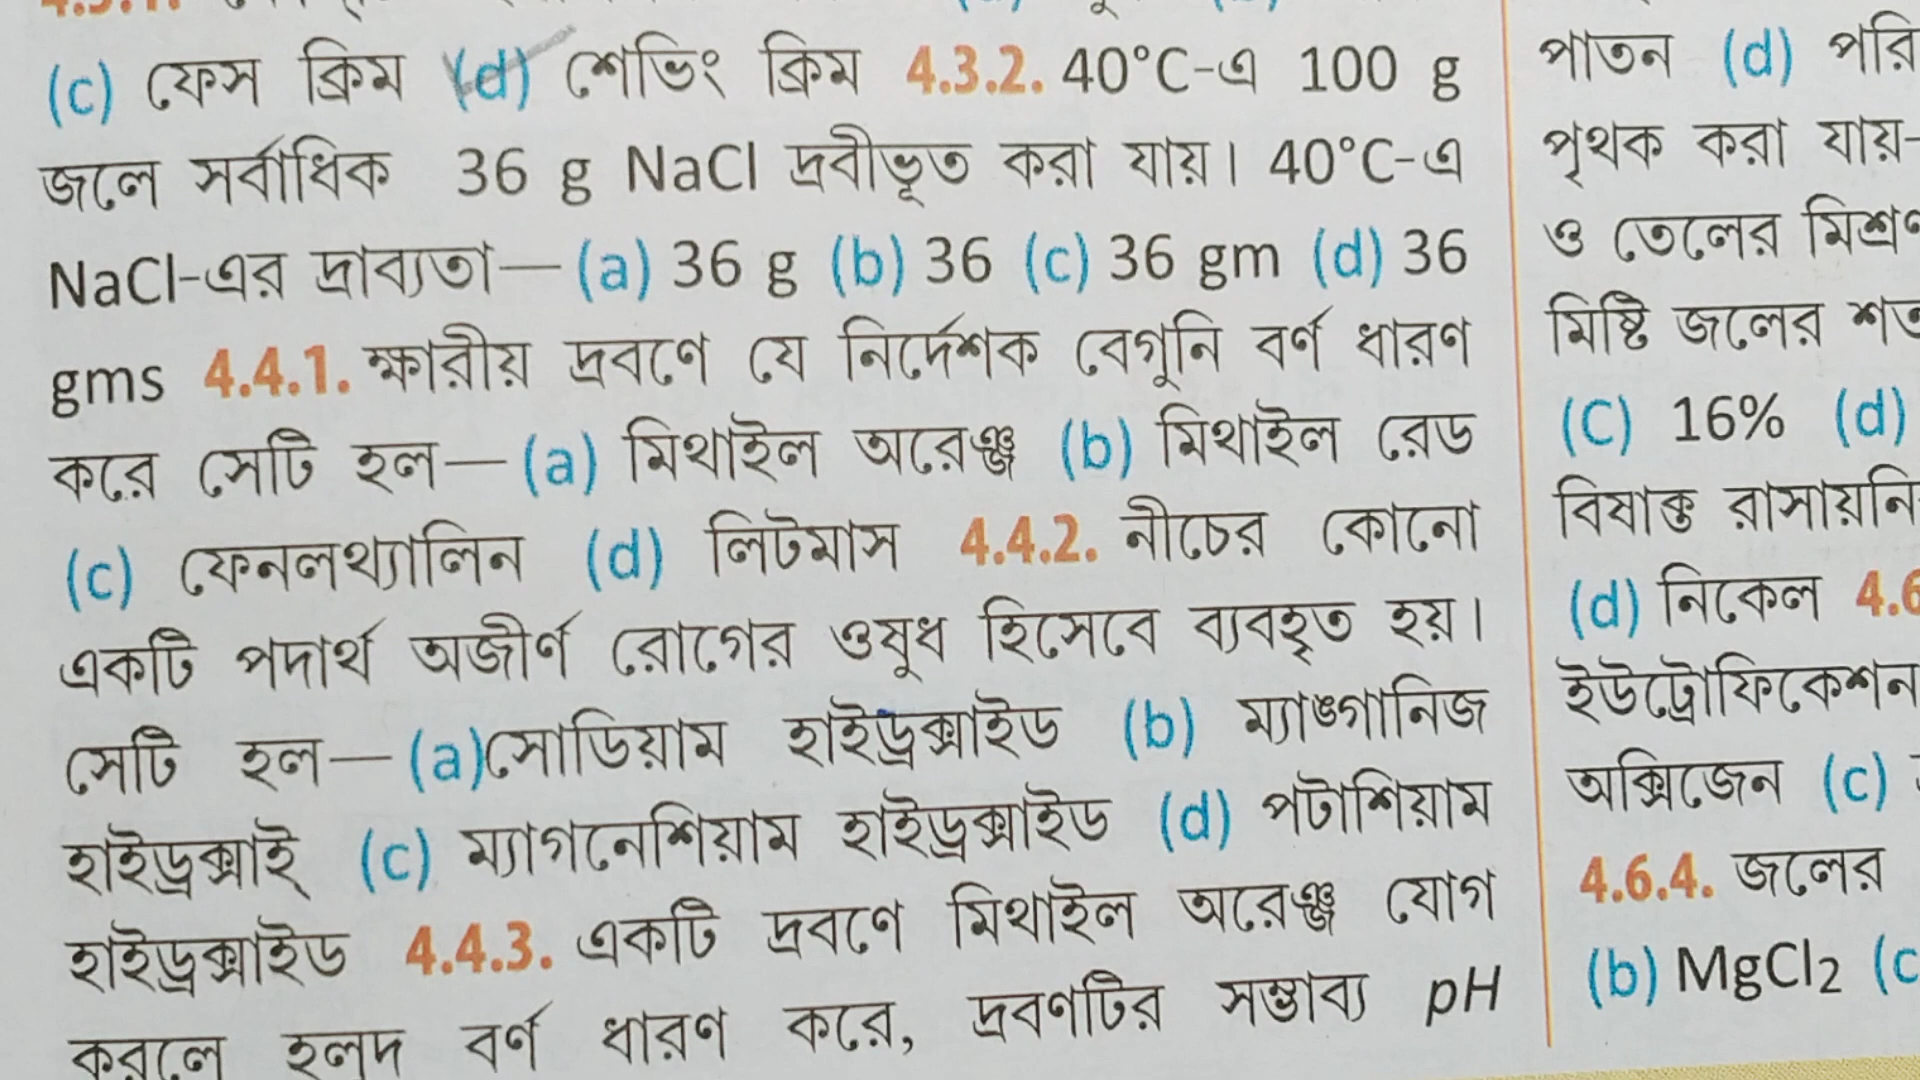 (c) ফেস ক্রিম (d) শেভিং ক্রিম 4.3.2. 40°C-এ 100 g
জলে সর্বাধিক 36 g NaCl দ্রবীভূত করা যায়। 40°C-এ
NaCl-এর দ্রাব্যতা—(a) 36 g (b) 36 (c) 36 gm (d) 36
gms 4.4.1. ক্ষারীয় দ্রবণে যে নির্দেশক বেগুনি বর্ণ ধারণ
করে সেটি হল—(a) মিথাইল অরেঞ্জ (b) মিথাইল রেড
(c) ফেনলথ্যালিন (d) লিটমাস 4.4.2. নীচের কোনো
একটি পদার্থ অজীর্ণ রোগের ওষুধ হিসেবে ব্যবহৃত হয়।
সেটি হল—(a)সোডিয়াম হাইড্রক্সাইড (b) ম্যাঙ্গানিজ
হাইড্রক্সাই্ (c) ম্যাগনেশিয়াম হাইড্রক্সাইড (d) পটাশিয়াম
হাইড্রক্সাইড 4.4.3. একটি দ্রবণে মিথাইল অরেঞ্জ যোগ
করলে হলুদ বর্ণ ধারণ করে, দ্রবণটির সম্ভাব্য pH
পাতন (d) পরি
পৃথক করা যায়-
ও তেলের
মিষ্টি জলের
(C) 16% (d)
বিষাক্ত
(d) নিকেল 4.6
ইউট্রোফিকেশন
অক্সিজেন (c)
4.6.4. জলের
(b) MgCl₂ (c